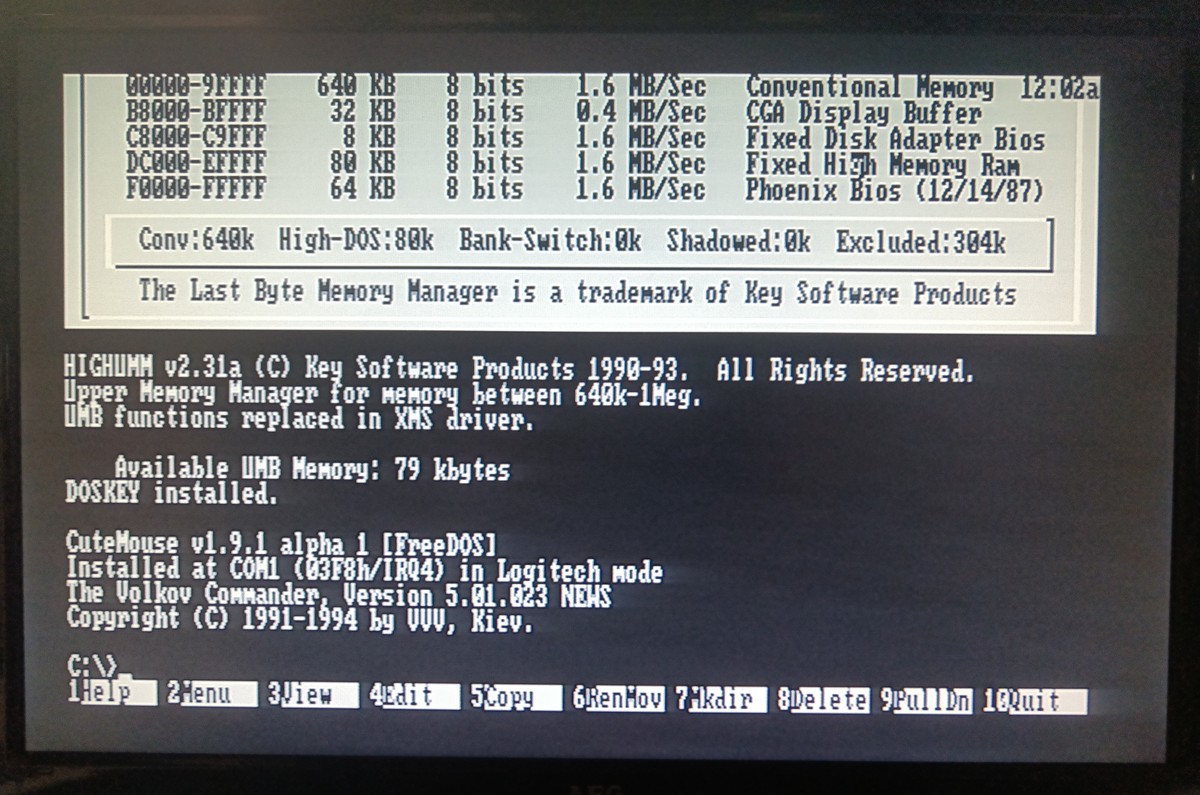 00000-9FFFF 640 KB 8 bits 1.6 MB/Sec Conventional Memory 12:02a
B8000-BFFFF 32 KB 8 bits 0.4 MB/Sec CGA Display Buffer
C8000-C9FFF 8 KB 8 bits 1.6 MB/Sec Fixed Disk Adapter Bios
DC000-EFFFF 80 KB 8 bits 1.6 MB/Sec Fixed High Memory Ram
F0000-FFFFF 64 KB 8 bits 1.6 MB/Sec Phoenix Bios (12/14/87)
Conv:640k High-DOS:80k Bank-Switch:0k Shadowed:0k Excluded:304k
The Last Byte Memory Manager is a trademark of Key Software Products
HIGHUMM v2.31a (C) Key Software Products 1990-93. All Rights Reserved.
Upper Memory Manager for memory between 640k-1Meg.
UMB functions replaced in XMS driver.
Available UMB Memory: 79 kbytes
DOSKEY installed.
CuteMouse v1.9.1 alpha 1 [FreeDOS]
Installed at COM1 (03F8h/IRQ4) in Logitech mode
The Volkov Commander, Version 5.01.023 NEWS
Copyright (C) 1991-1994 by VVV, Kiev.
C:\>_
1Help 2Menu 3View 4Edit 5Copy 6RenMov 7Mkdir 8Delete 9PullDn 10Quit